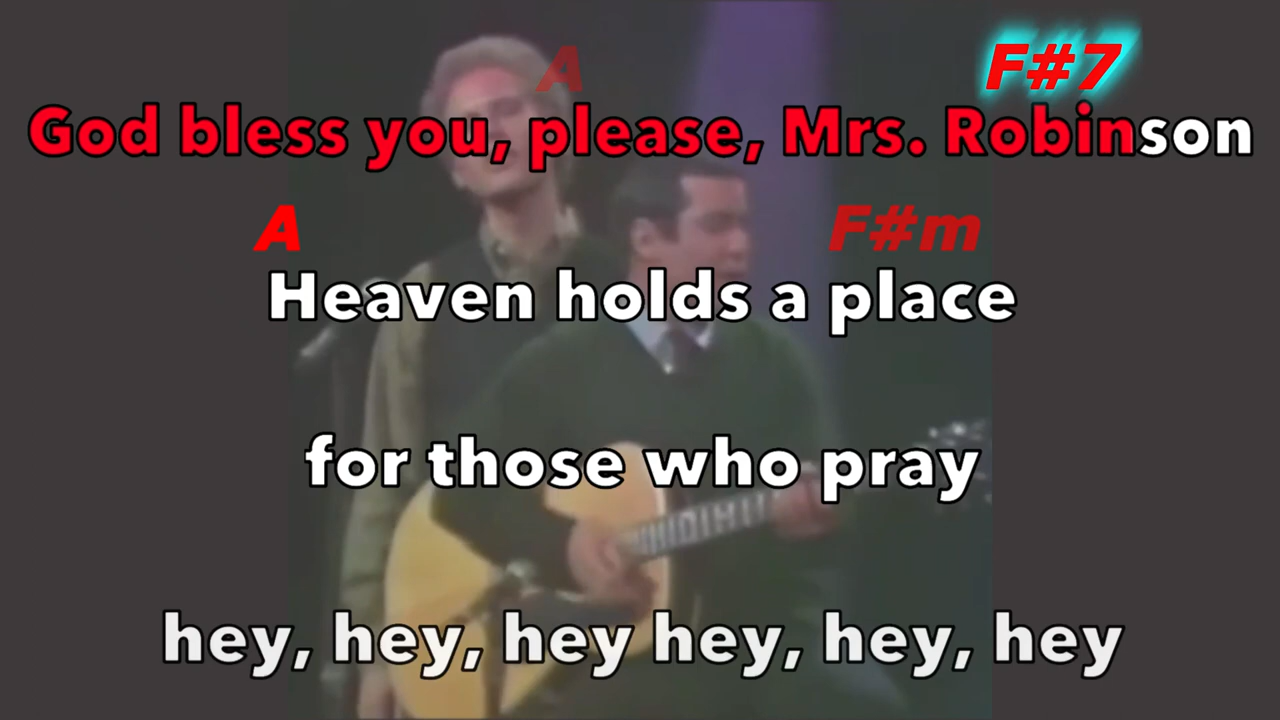 A F#7
God bless you, please, Mrs. Robinson
A F#m
Heaven holds a place
for those who pray
hey, hey, hey hey, hey, hey